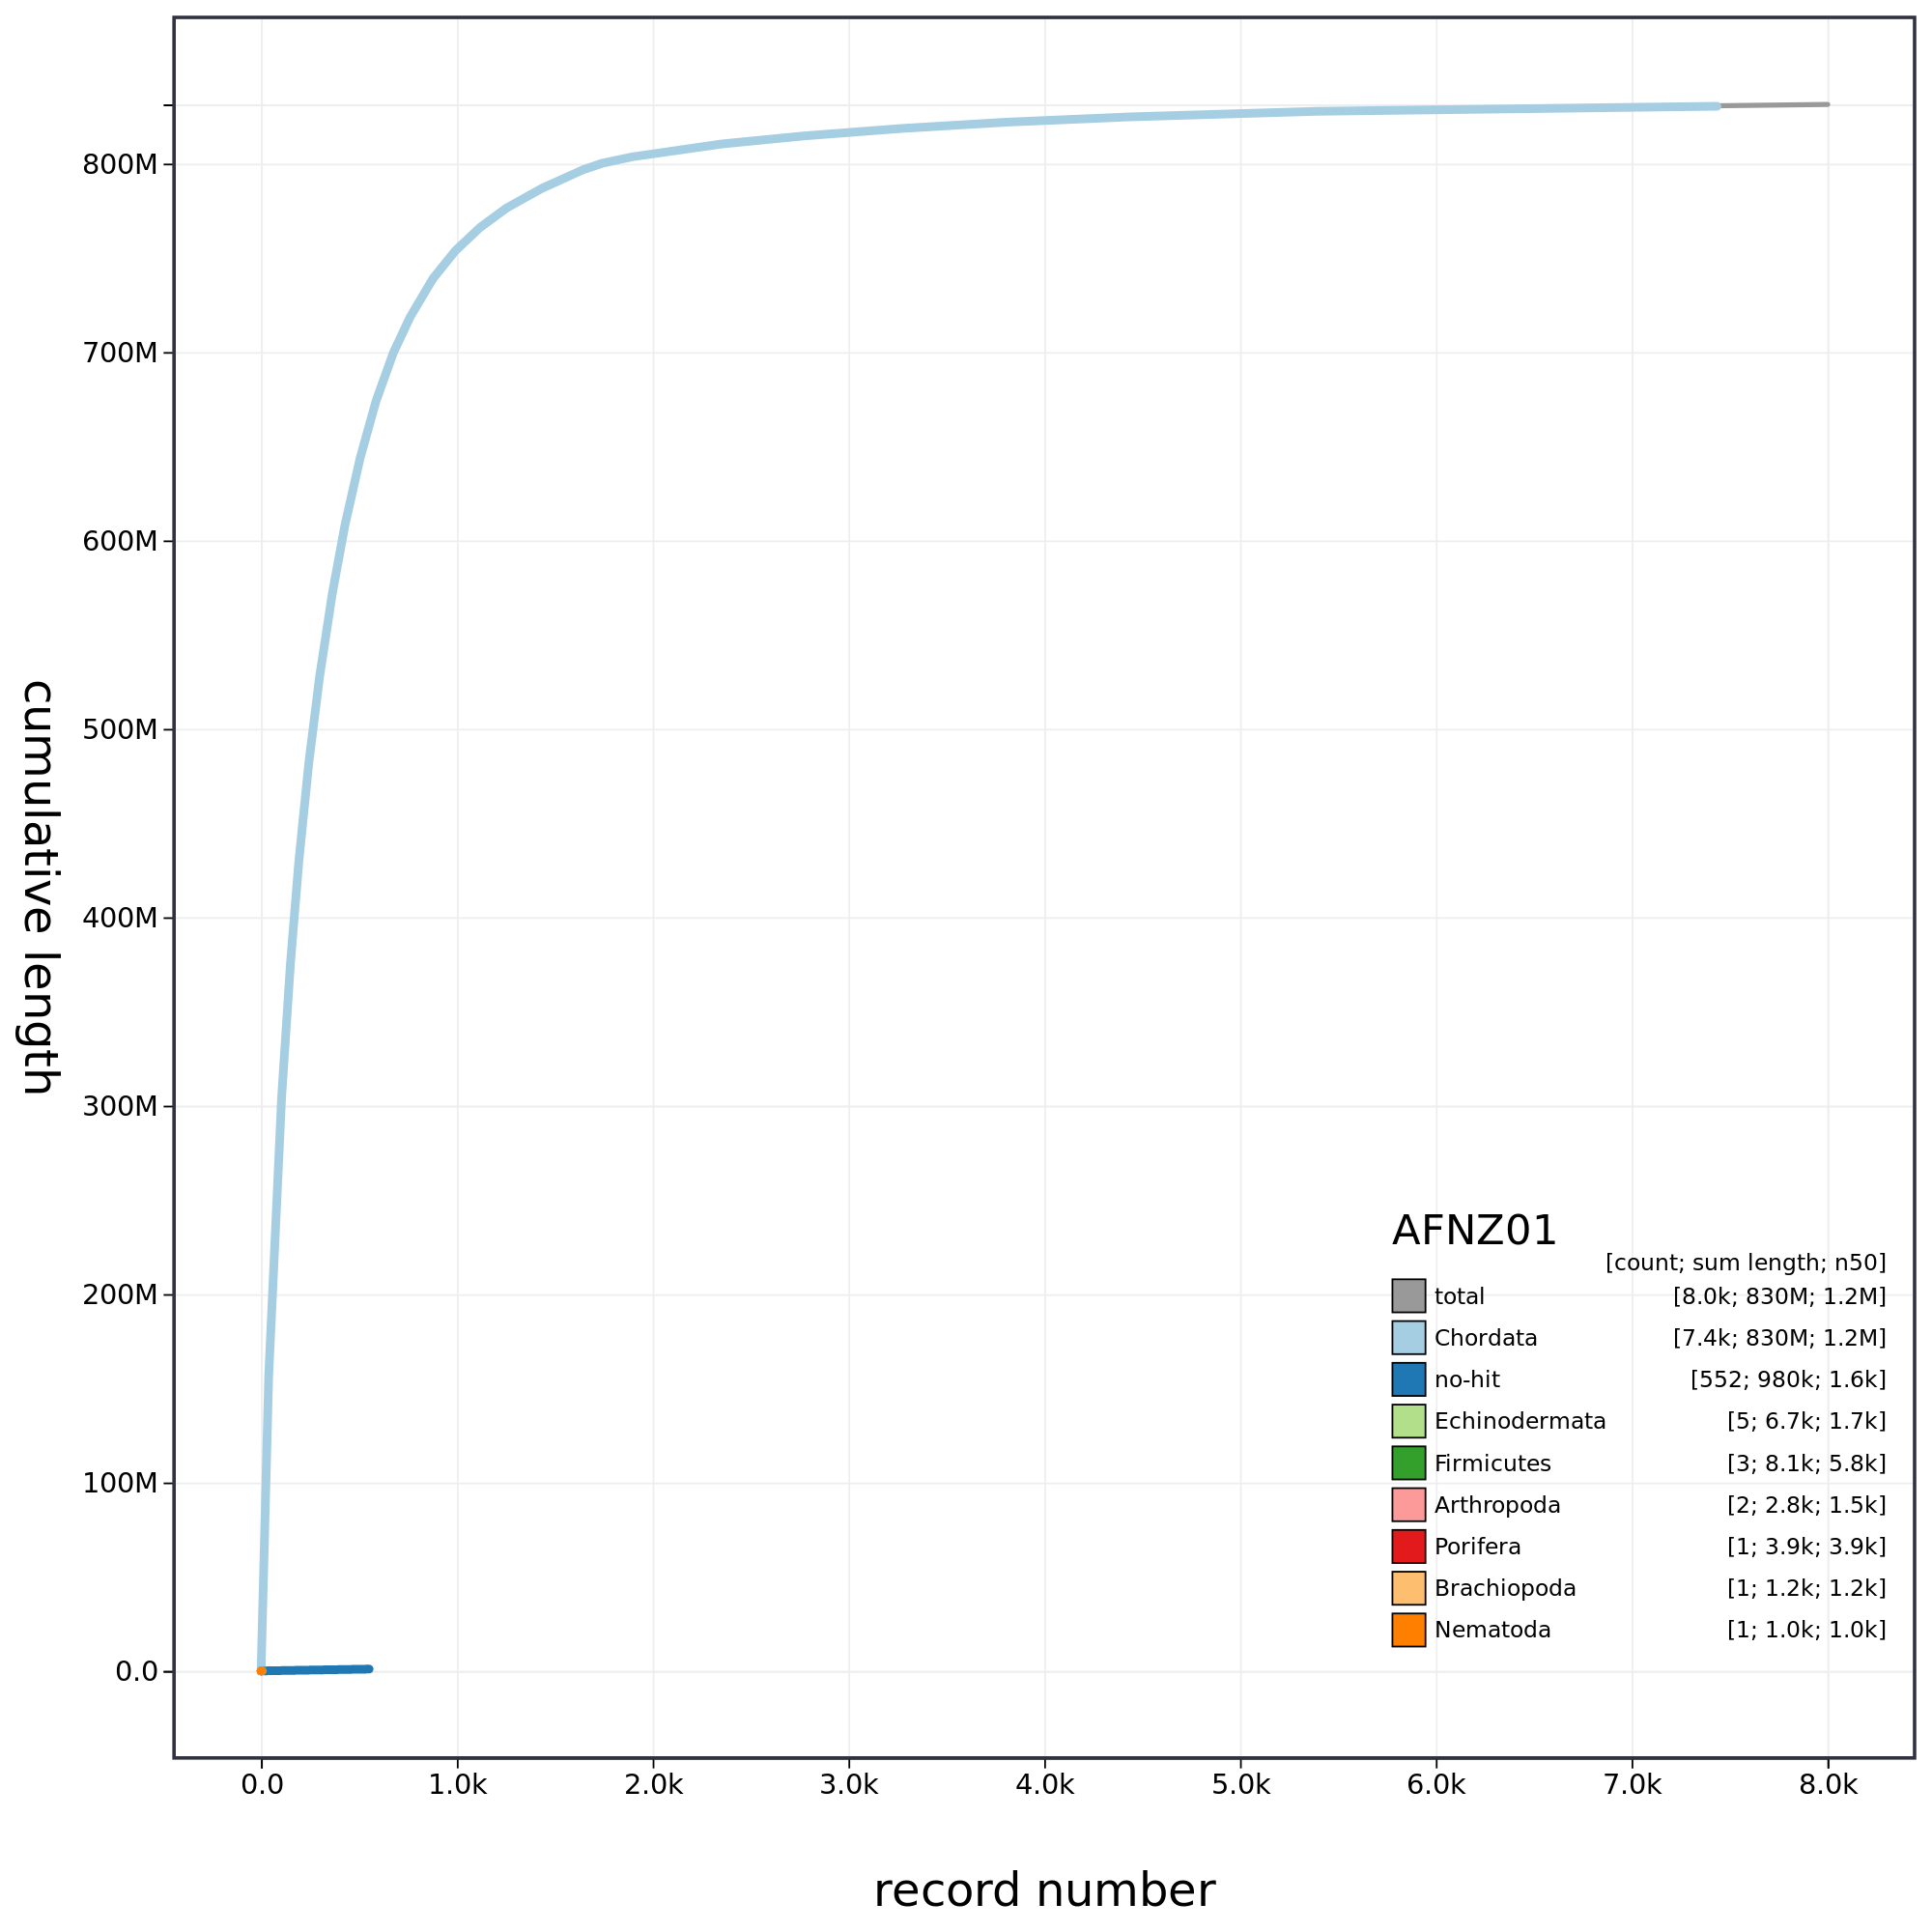 cumulative length
800M
700M
600M
500M
400M
300M
200M
100M
0.0
AFNZ01
[count; sum length; n50]
total [8.0k; 830M; 1.2M]
Chordata [7.4k; 830M; 1.2M]
no-hit [552; 980k; 1.6k]
Echinodermata [5; 6.7k; 1.7k]
Firmicutes [3; 8.1k; 5.8k]
Arthropoda [2; 2.8k; 1.5k]
Porifera [1; 3.9k; 3.9k]
Brachiopoda [1; 1.2k; 1.2k]
Nematoda [1; 1.0k; 1.0k]
0.0 1.0k 2.0k 3.0k 4.0k 5.0k 6.0k 7.0k 8.0k
record number